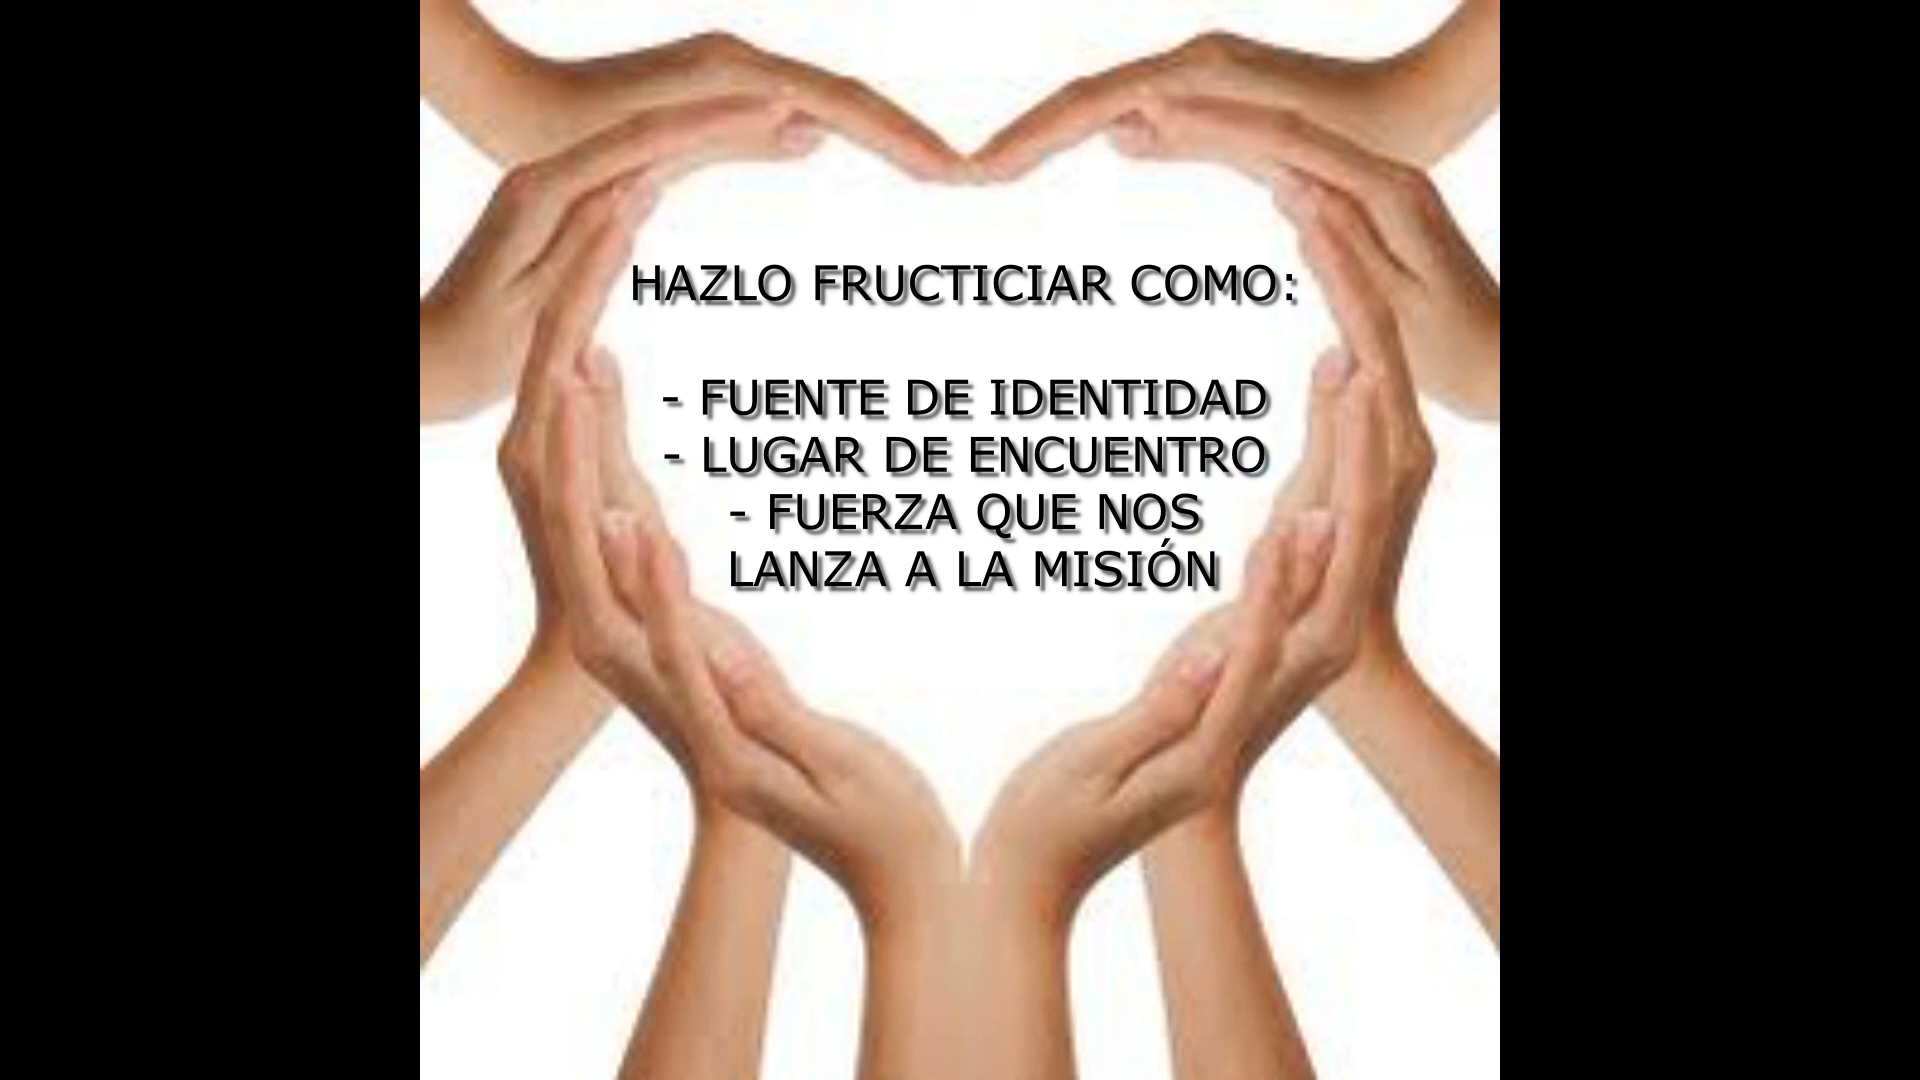 HAZLO FRUCTICIAR COMO:
- FUENTE DE IDENTIDAD
- LUGAR DE ENCUENTRO
- FUERZA QUE NOS
LANZA A LA MISIÓN